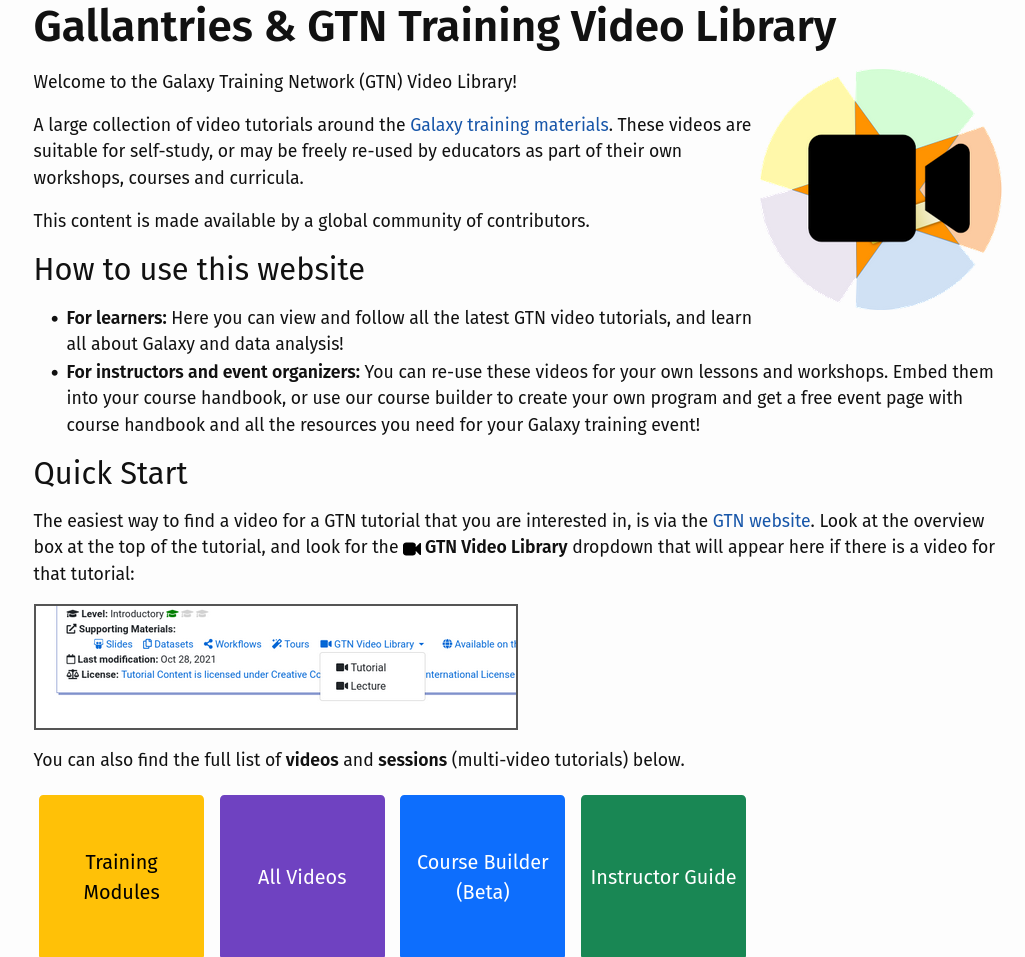 Gallantries & GTN Training Video Library
Welcome to the Galaxy Training Network (GTN) Video Library!
A large collection of video tutorials around the Galaxy training materials. These videos are
suitable for self-study, or may be freely re-used by educators as part of their own
workshops, courses and curricula.
This content is made available by a global community of contributors.
How to use this website
• For learners: Here you can view and follow all the latest GTN video tutorials, and learn
all about Galaxy and data analysis!
• For instructors and event organizers: You can re-use these videos for your own lessons and workshops. Embed them
into your course handbook, or use our course builder to create your own program and get a free event page with
course handbook and all the resources you need for your Galaxy training event!
Quick Start
The easiest way to find a video for a GTN tutorial that you are interested in, is via the GTN website. Look at the overview
box at the top of the tutorial, and look for the GTN Video Library dropdown that will appear here if there is a video for
that tutorial:
Level: Introductory
Supporting Materials:
Slides Datasets Workflows Tours GTN Video Library Available on
Last modification: Oct 28, 2021
Tutorial
License: Tutorial Content is licensed under Creative License
Lecture
You can also find the full list of videos and sessions (multi-video tutorials) below.
Training
Modules
All Videos
Course Builder
(Beta)
Instructor Guide